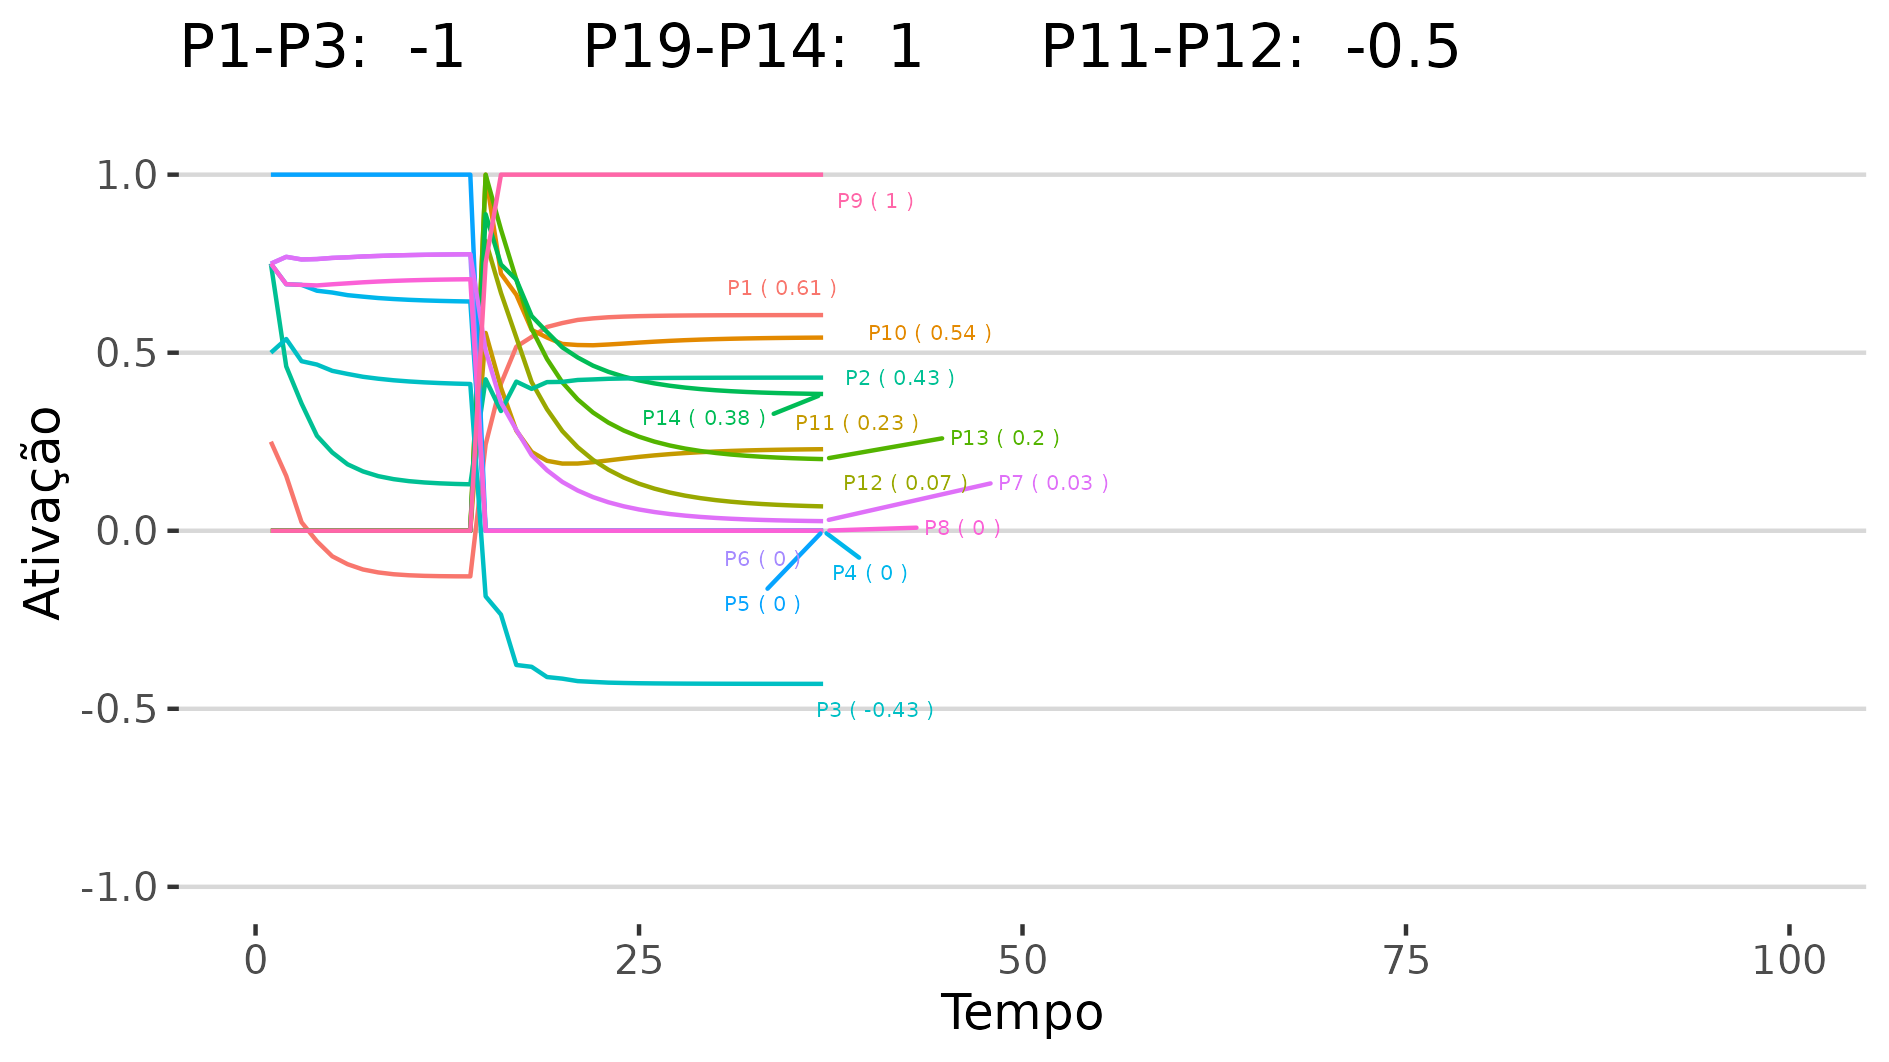 P1-P3:  -1      P19-P14:  1      P11-P12:  -0.5
1.0
0.5
0.0
-0.5
-1.0
Ativação
P9 ( 1 )
P1 ( 0.61 )
P10 ( 0.54 )
P2 ( 0.43 )
P14 ( 0.38 )
P11 ( 0.23 )
P13 ( 0.2 )
P12 ( 0.07 )
P7 ( 0.03 )
P8 ( 0 )
P6 ( 0 )
P4 ( 0 )
P5 ( 0 )
P3 ( -0.43 )
0 25 50 75 100
Tempo